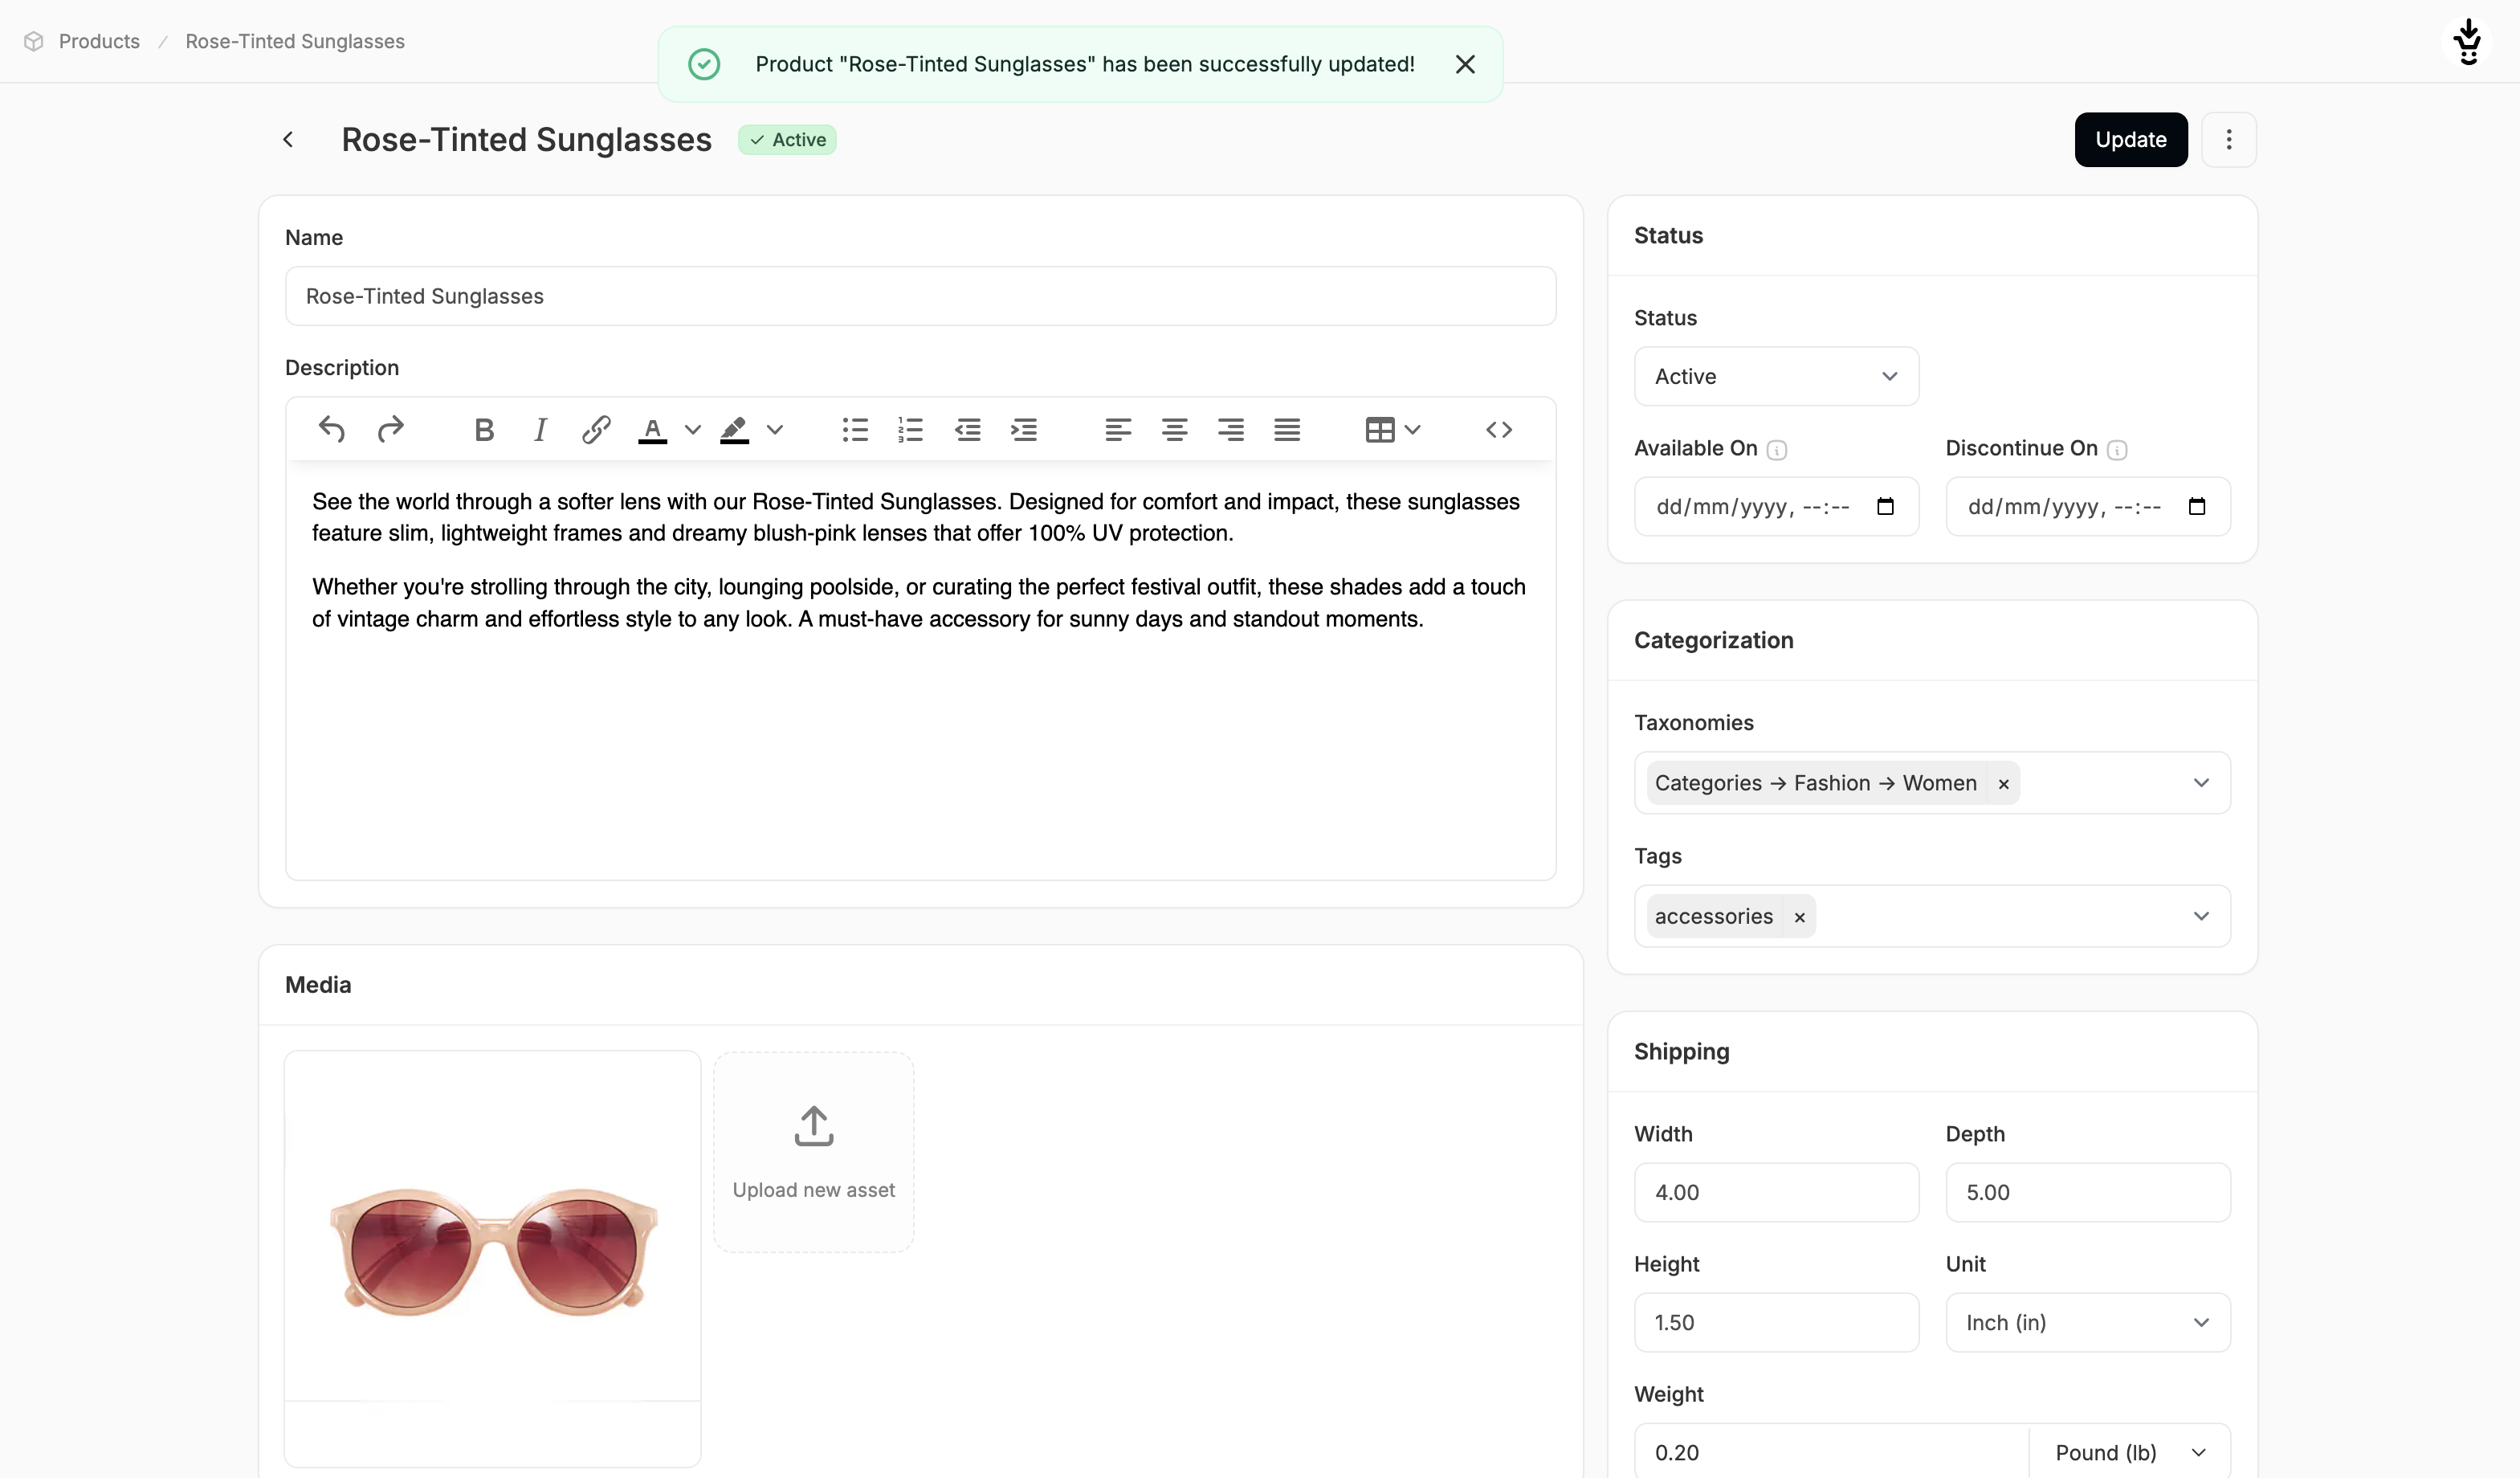 Products / Rose-Tinted Sunglasses
Product "Rose-Tinted Sunglasses" has been successfully updated!
Rose-Tinted Sunglasses
Active
Update
Name
Rose-Tinted Sunglasses
Description
See the world through a softer lens with our Rose-Tinted Sunglasses. Designed for comfort and impact, these sunglasses
feature slim, lightweight frames and dreamy blush-pink lenses that offer 100% UV protection.
Whether you're strolling through the city, lounging poolside, or curating the perfect festival outfit, these shades add a touch
of vintage charm and effortless style to any look. A must-have accessory for sunny days and standout moments.
Media
Upload new asset
Status
Status
Active
Available On
Discontinue On
dd/mm/yyyy, --:--
dd/mm/yyyy, --:--
Categorization
Taxonomies
Categories → Fashion → Women ×
Tags
accessories ×
Shipping
Width
Depth
4.00
5.00
Height
Unit
1.50
Inch (in)
Weight
0.20
Pound (lb)